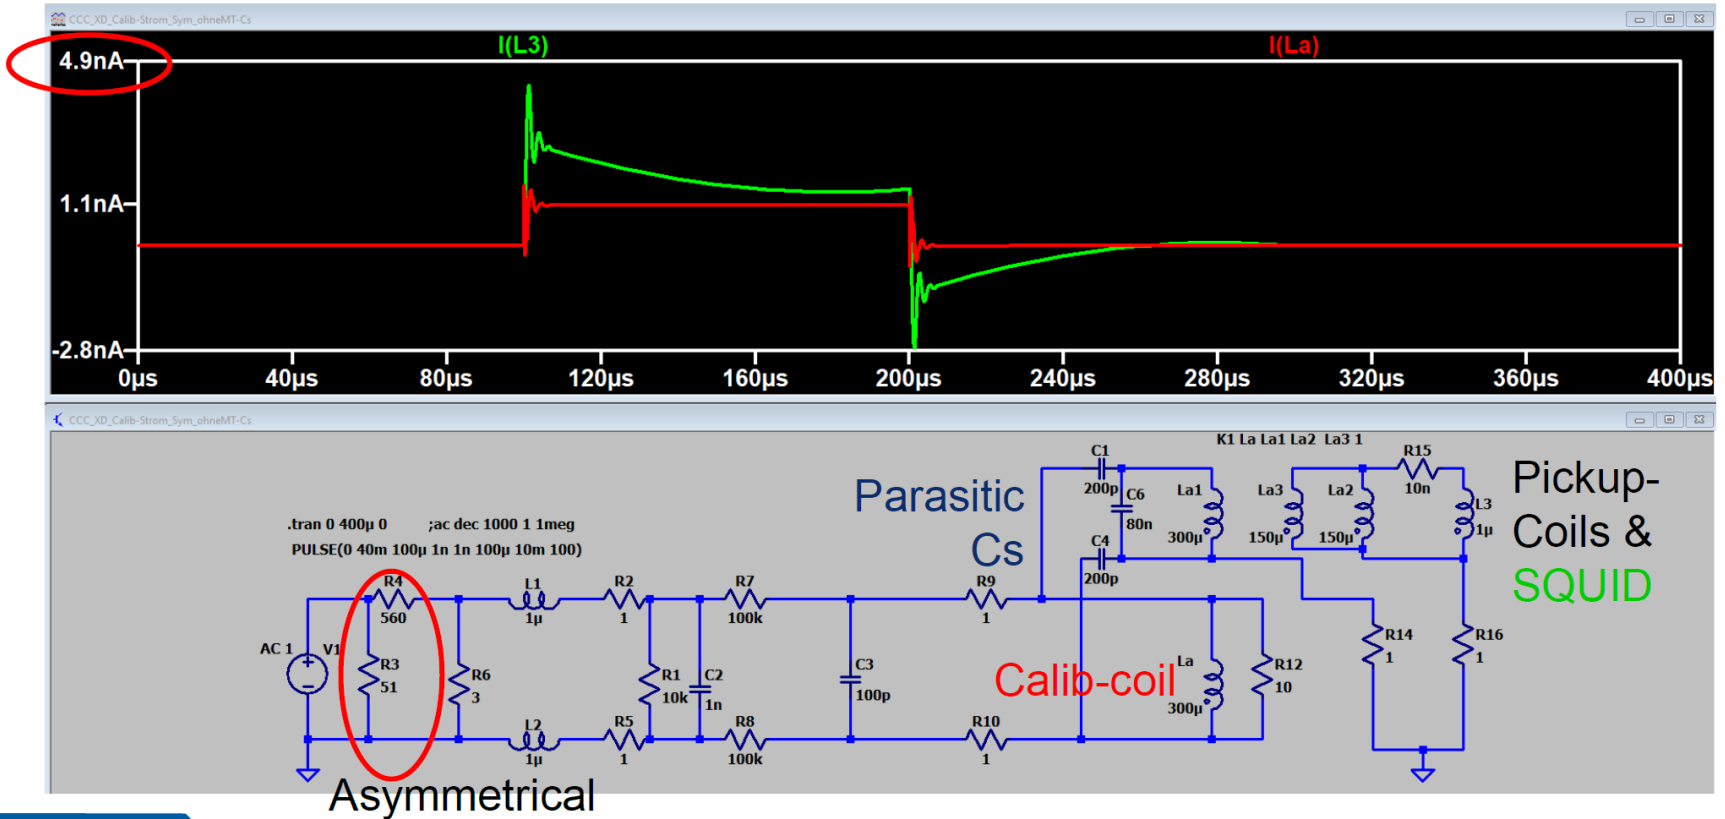 CCC_XD_Calib-Strom_Sym_ohneMT-Cs
I(L3)
I(La)
4.9nA
1.1nA
-2.8nA
0µs
40µs
80µs
120µs
160µs
200µs
240µs
280µs
320µs
360µs
400µs
CCC_XD_Calib-Strom_Sym_ohneMT-Cs
K1 La La1 La2 La3 1
.tran 0 400µ 0 ;ac dec 1000 1 1meg
PULSE(0 40m 100µ 1n 1n 100µ 10m 100)
Parasitic
Cs
Pickup-
Coils &
SQUID
C1
200p
C6
80n
C4
200p
La1
300µ
La3
150µ
La2
150µ
R15
10n
L3
1µ
R4
560
L1
1µ
R2
1
R7
100k
R9
1
AC 1
V1
R3
51
R6
3
R1
10k
C2
1n
C3
100p
Calib-coil
La
300µ
R12
10
R14
1
R16
1
L2
1µ
R5
1
R8
100k
R10
1
Asymmetrical